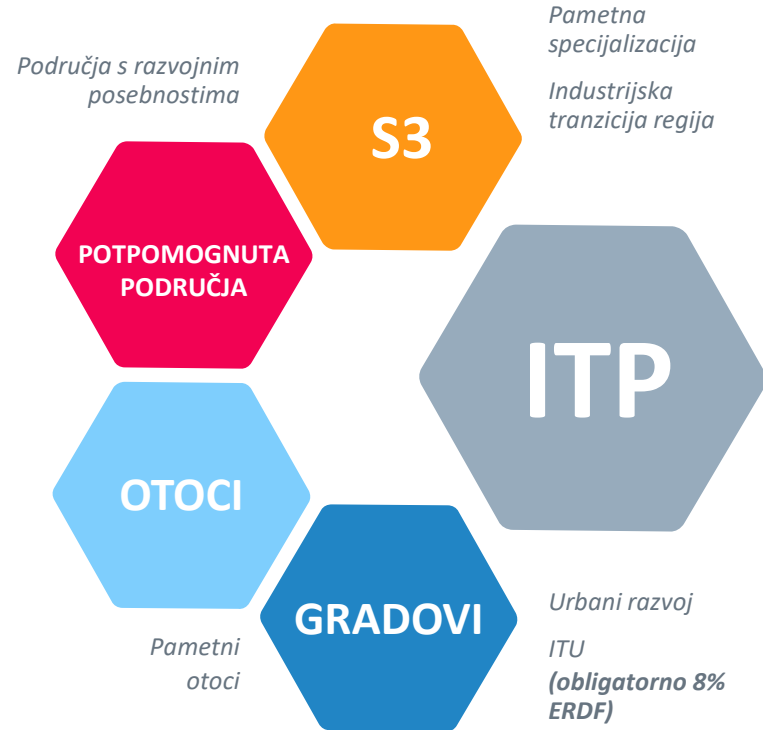 Područja s razvojnim
posebnostima
S3
Pametna
specijalizacija
Industrijska
tranzicija regija
POTPOMOGNUTA
PODRUČJA
ITP
OTOCI
Pametni
otoci
GRADOVI
Urbani razvoj
ITU
(obligatorno 8%
ERDF)